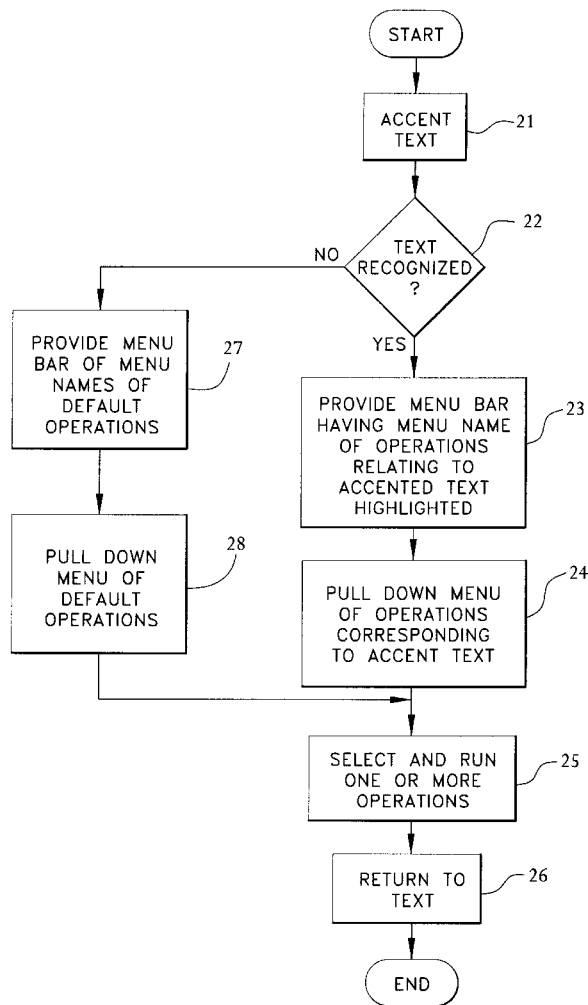 START
ACCENT
TEXT
21
TEXT
RECOGNIZED
?
22
NO
YES
PROVIDE MENU
BAR OF MENU
NAMES OF
DEFAULT
OPERATIONS
27
PROVIDE MENU BAR
HAVING MENU NAME
OF OPERATIONS
RELATING TO
ACCENTED TEXT
HIGHLIGHTED
23
PULL DOWN
MENU OF
DEFAULT
OPERATIONS
28
PULL DOWN MENU
OF OPERATIONS
CORRESPONDING
TO ACCENT TEXT
24
SELECT AND RUN
ONE OR MORE
OPERATIONS
25
RETURN TO
TEXT
26
END